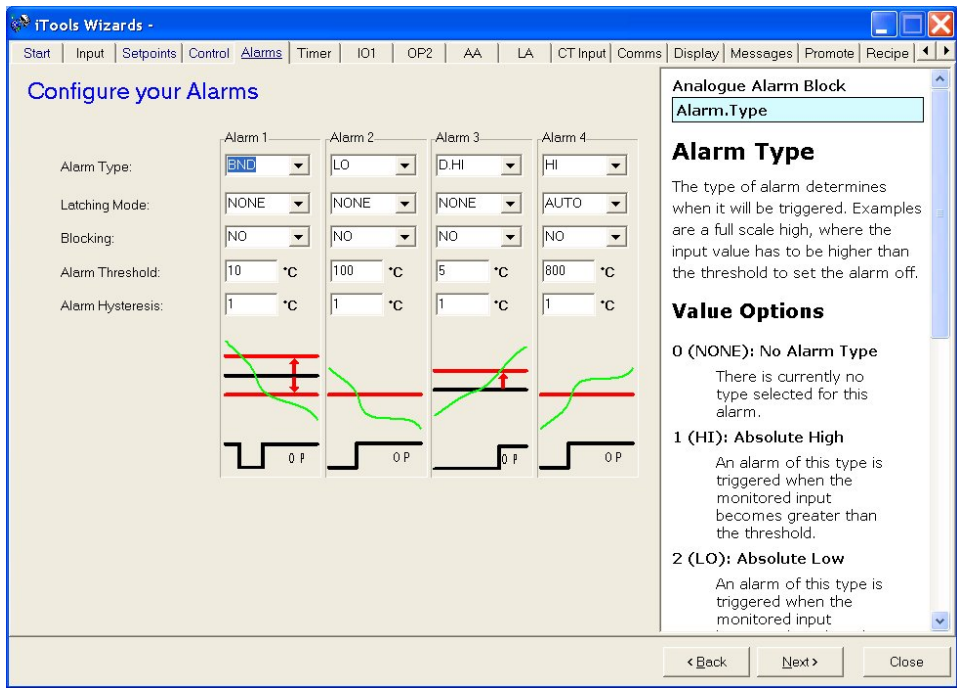 iTools Wizards -
Start Input Setpoints Control Alarms Timer IO1 OP2 AA LA CT Input Comms Display Messages Promote Recipe
Configure your Alarms
Alarm 1 Alarm 2 Alarm 3 Alarm 4
Alarm Type: BND LO D.HI HI
Latching Mode: NONE NONE NONE AUTO
Blocking: NO NO NO NO
Alarm Threshold: 10 °C 100 °C 5 °C 800 °C
Alarm Hysteresis: 1 °C 1 °C 1 °C 1 °C
O P O P O P O P
Analogue Alarm Block
Alarm.Type
Alarm Type
The type of alarm determines
when it will be triggered. Examples
are a full scale high, where the
input value has to be higher than
the threshold to set the alarm off.
Value Options
0 (NONE): No Alarm Type
There is currently no
type selected for this
alarm.
1 (HI): Absolute High
An alarm of this type is
triggered when the
monitored input
becomes greater than
the threshold.
2 (LO): Absolute Low
An alarm of this type is
triggered when the
monitored input
< Back Next > Close